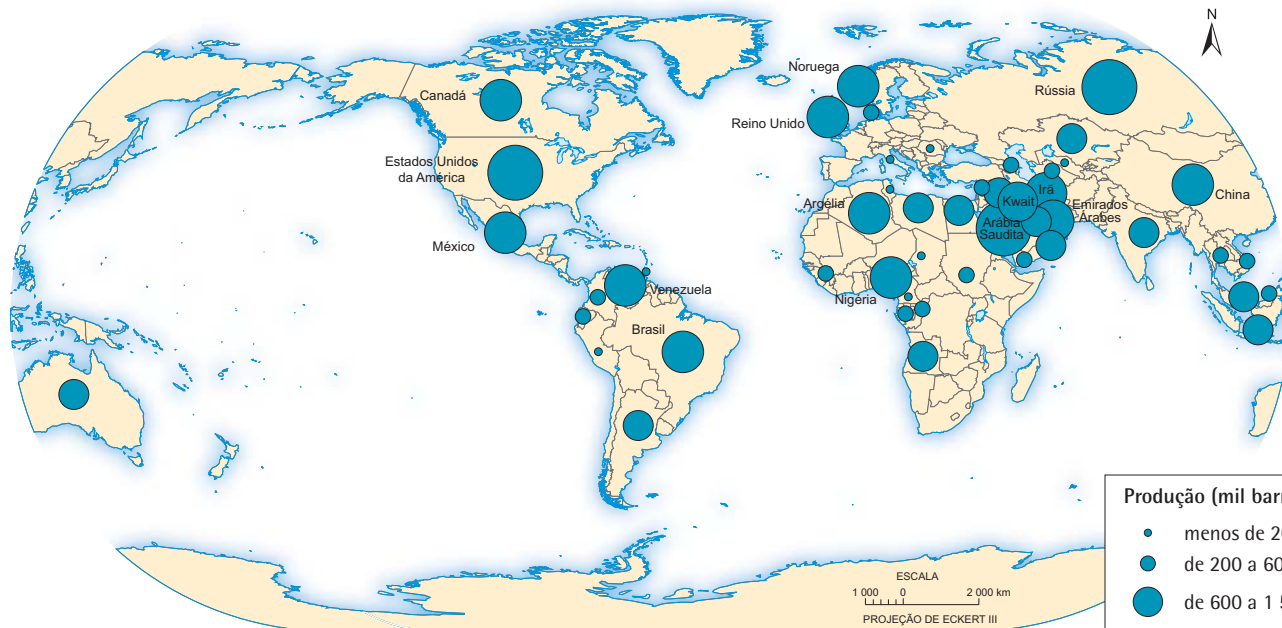 N
Noruega
Canadá
Rússia
Reino Unido
Estados Unidos
da América
China
Irã
Kwait
Argélia
Emirados
Árabes
Arábia
Saudita
México
Venezuela
Nigéria
Brasil
Produção (mil barr
menos de 20
de 200 a 60
de 600 a 1 5
ESCALA
1 000 0 2 000 km
PROJEÇÃO DE ECKERT III